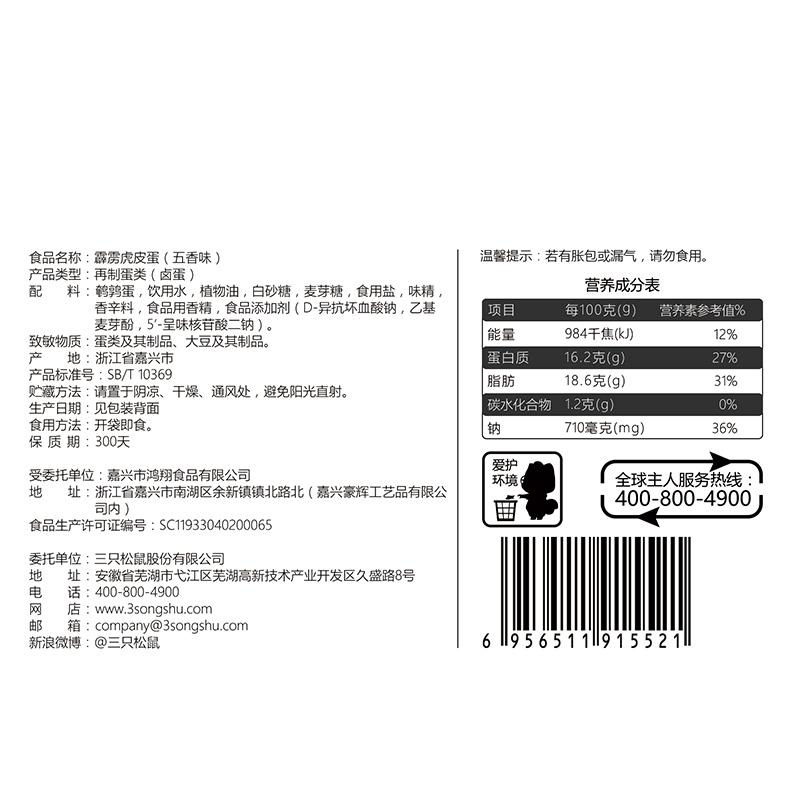 食品名称：霹雳虎皮蛋（五香味）
产品类型：再制蛋类（卤蛋）
配 料：鹌鹑蛋，饮用水，植物油，白砂糖，麦芽糖，食用盐，味精，
香辛料，食品用香精，食品添加剂（D-异抗坏血酸钠，乙基
麦芽酚，5’-呈味核苷酸二钠）。
致敏物质：蛋类及其制品、大豆及其制品。
产 地：浙江省嘉兴市
产品标准号：SB/T 10369
贮藏方法：请置于阴凉、干燥、通风处，避免阳光直射。
生产日期：见包装背面
食用方法：开袋即食。
保 质 期：300天
受委托单位：嘉兴市鸿翔食品有限公司
地 址：浙江省嘉兴市南湖区余新镇镇北路北（嘉兴豪辉工艺品有限公
司内）
食品生产许可证编号：SC11933040200065
委托单位：三只松鼠股份有限公司
地 址：安徽省芜湖市弋江区芜湖高新技术产业开发区久盛路8号
电 话：400-800-4900
网 店：www.3songshu.com
邮 箱：company@3songshu.com
新浪微博：@三只松鼠
温馨提示：若有胀包或漏气，请勿食用。
营养成分表
项目 每100克(g) 营养素参考值%
能量 984千焦(kJ) 12%
蛋白质 16.2克(g) 27%
脂肪 18.6克(g) 31%
碳水化合物 1.2克(g) 0%
钠 710毫克(mg) 36%
爱护
环境
全球主人服务热线：
400-800-4900
6 956511 915521